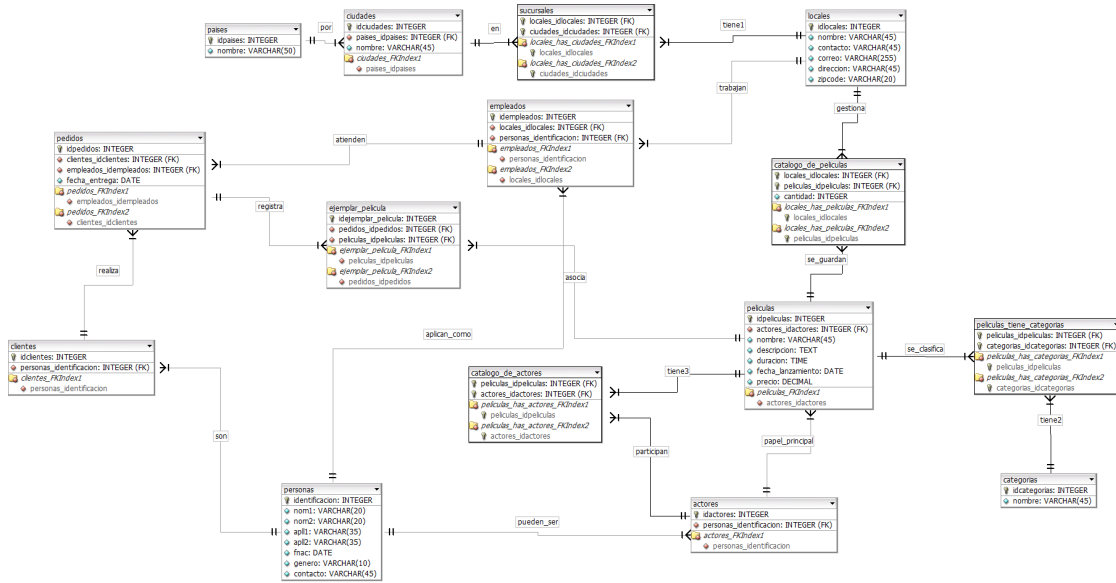 paises
idpaises: INTEGER
nombre: VARCHAR(50)
por
ciudades
idciudades: INTEGER
paises_idpaises: INTEGER (FK)
nombre: VARCHAR(45)
ciudades_FKIndex1
paises_idpaises
en
sucursales
locales_idlocales: INTEGER (FK)
ciudades_idciudades: INTEGER (FK)
locales_has_ciudades_FKIndex1
locales_idlocales
locales_has_ciudades_FKIndex2
ciudades_idciudades
tiene1
locales
idlocales: INTEGER
nombre: VARCHAR(45)
contacto: VARCHAR(45)
correo: VARCHAR(255)
direccion: VARCHAR(45)
zipcode: VARCHAR(20)
trabajan
gestiona
pedidos
idpedidos: INTEGER
clientes_idclientes: INTEGER (FK)
empleados_idempleados: INTEGER (FK)
fecha_entrega: DATE
pedidos_FKIndex1
empleados_idempleados
pedidos_FKIndex2
clientes_idclientes
atienden
empleados
idempleados: INTEGER
locales_idlocales: INTEGER (FK)
personas_identificacion: INTEGER (FK)
empleados_FKIndex1
personas_identificacion
empleados_FKIndex2
locales_idlocales
catalogo_de_peliculas
locales_idlocales: INTEGER (FK)
peliculas_idpeliculas: INTEGER (FK)
cantidad: INTEGER
locales_has_peliculas_FKIndex1
locales_idlocales
locales_has_peliculas_FKIndex2
peliculas_idpeliculas
registra
ejemplar_pelicula
idejemplar_pelicula: INTEGER
pedidos_idpedidos: INTEGER (FK)
peliculas_idpeliculas: INTEGER (FK)
ejemplar_pelicula_FKIndex1
peliculas_idpeliculas
ejemplar_pelicula_FKIndex2
pedidos_idpedidos
realiza
asocia
se_guardan
aplican_como
clientes
idclientes: INTEGER
personas_identificacion: INTEGER (FK)
clientes_FKIndex1
personas_identificacion
peliculas
idpeliculas: INTEGER
actores_idactores: INTEGER (FK)
nombre: VARCHAR(45)
descripcion: TEXT
duracion: TIME
fecha_lanzamiento: DATE
precio: DECIMAL
peliculas_FKIndex1
actores_idactores
se_clasifica
peliculas_tiene_categorias
peliculas_idpeliculas: INTEGER (FK)
categorias_idcategorias: INTEGER (FK)
peliculas_has_categorias_FKIndex1
peliculas_idpeliculas
peliculas_has_categorias_FKIndex2
categorias_idcategorias
catalogo_de_actores
peliculas_idpeliculas: INTEGER (FK)
actores_idactores: INTEGER (FK)
peliculas_has_actores_FKIndex1
peliculas_idpeliculas
peliculas_has_actores_FKIndex2
actores_idactores
tiene3
tiene2
son
participan
papel_principal
personas
identificacion: INTEGER
nom1: VARCHAR(20)
nom2: VARCHAR(20)
apll1: VARCHAR(35)
apll2: VARCHAR(35)
fnac: DATE
genero: VARCHAR(10)
contacto: VARCHAR(45)
pueden_ser
actores
idactores: INTEGER
personas_identificacion: INTEGER (FK)
actores_FKIndex1
personas_identificacion
categorias
idcategorias: INTEGER
nombre: VARCHAR(45)